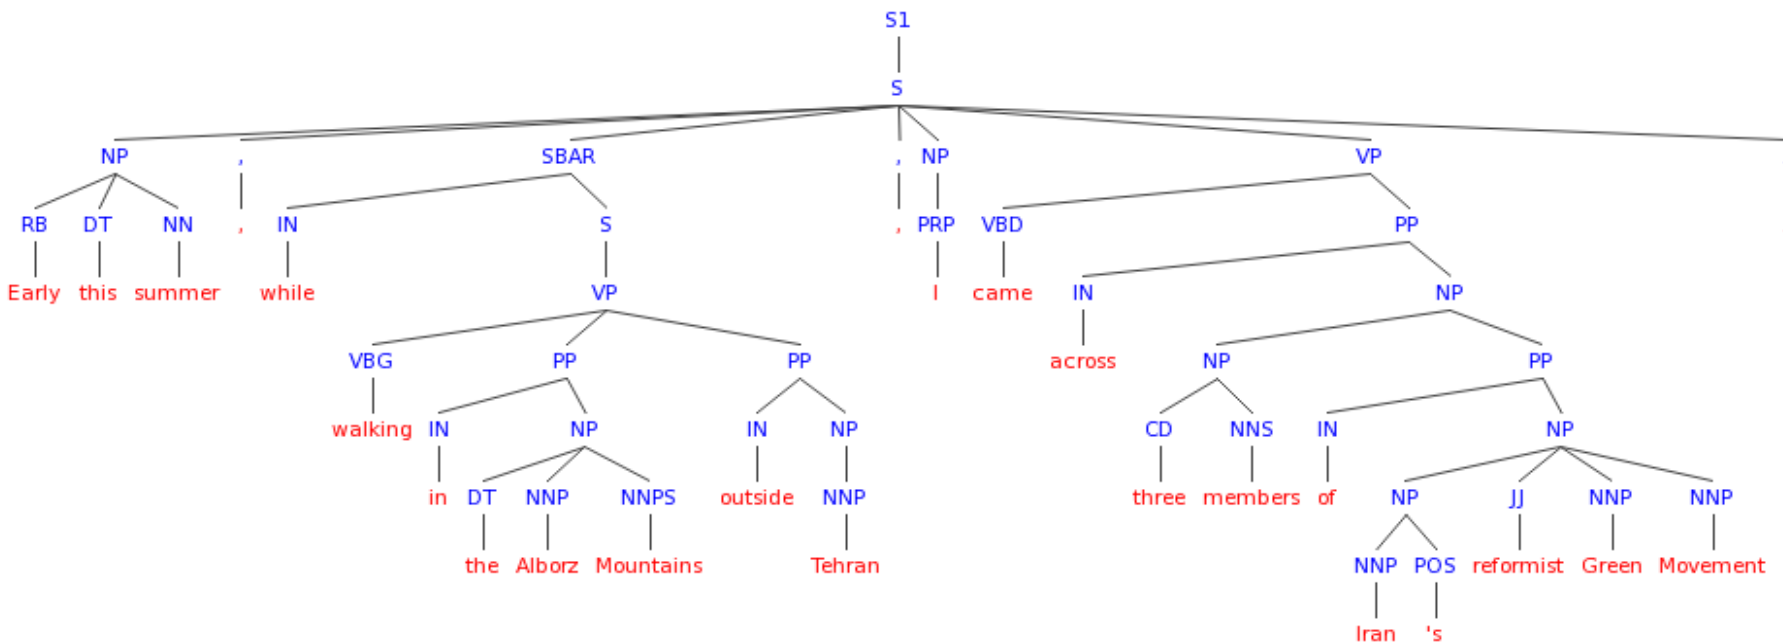 S1
S
NP , SBAR , NP VP
RB DT NN , IN S , PRP VBD PP
Early this summer while VP I came IN NP
VBG PP PP across NP PP
walking IN NP IN NP CD NNS IN NP
in DT NNP NNPS outside NNP three members of NP JJ NNP NNP
the Alborz Mountains Tehran NNP POS reformist Green Movement
Iran 's